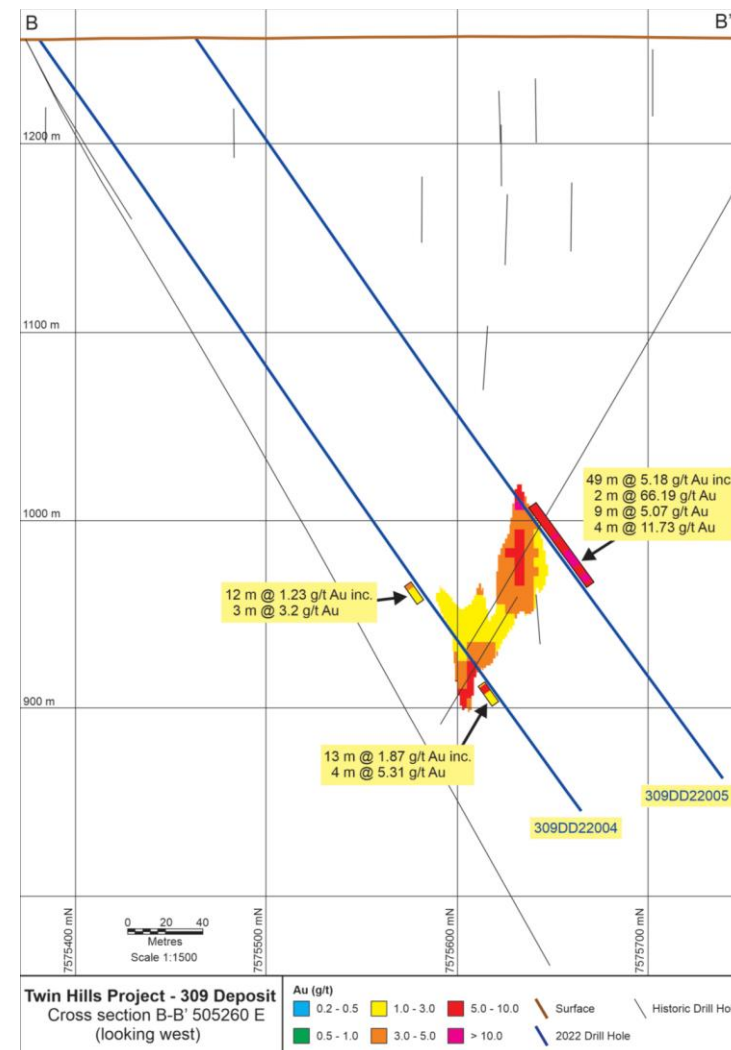 B
B'
1200 m
1100 m
1000 m
900 m
49 m @ 5.18 g/t Au inc
2 m @ 66.19 g/t Au
9 m @ 5.07 g/t Au
4 m @ 11.73 g/t Au
12 m @ 1.23 g/t Au inc.
3 m @ 3.2 g/t Au
13 m @ 1.87 g/t Au inc.
4 m @ 5.31 g/t Au
309DD22005
309DD22004
7575400 mN
7575500 mN
7575600 mN
7575700 mN
0 20 40
Metres
Scale 1:1500
Twin Hills Project - 309 Deposit
Cross section B-B' 505260 E
(looking west)
Au (g/t)
0.2 - 0.5 1.0 - 3.0 5.0 - 10.0 Surface Historic Drill Ho
0.5 - 1.0 3.0 - 5.0 > 10.0 2022 Drill Hole